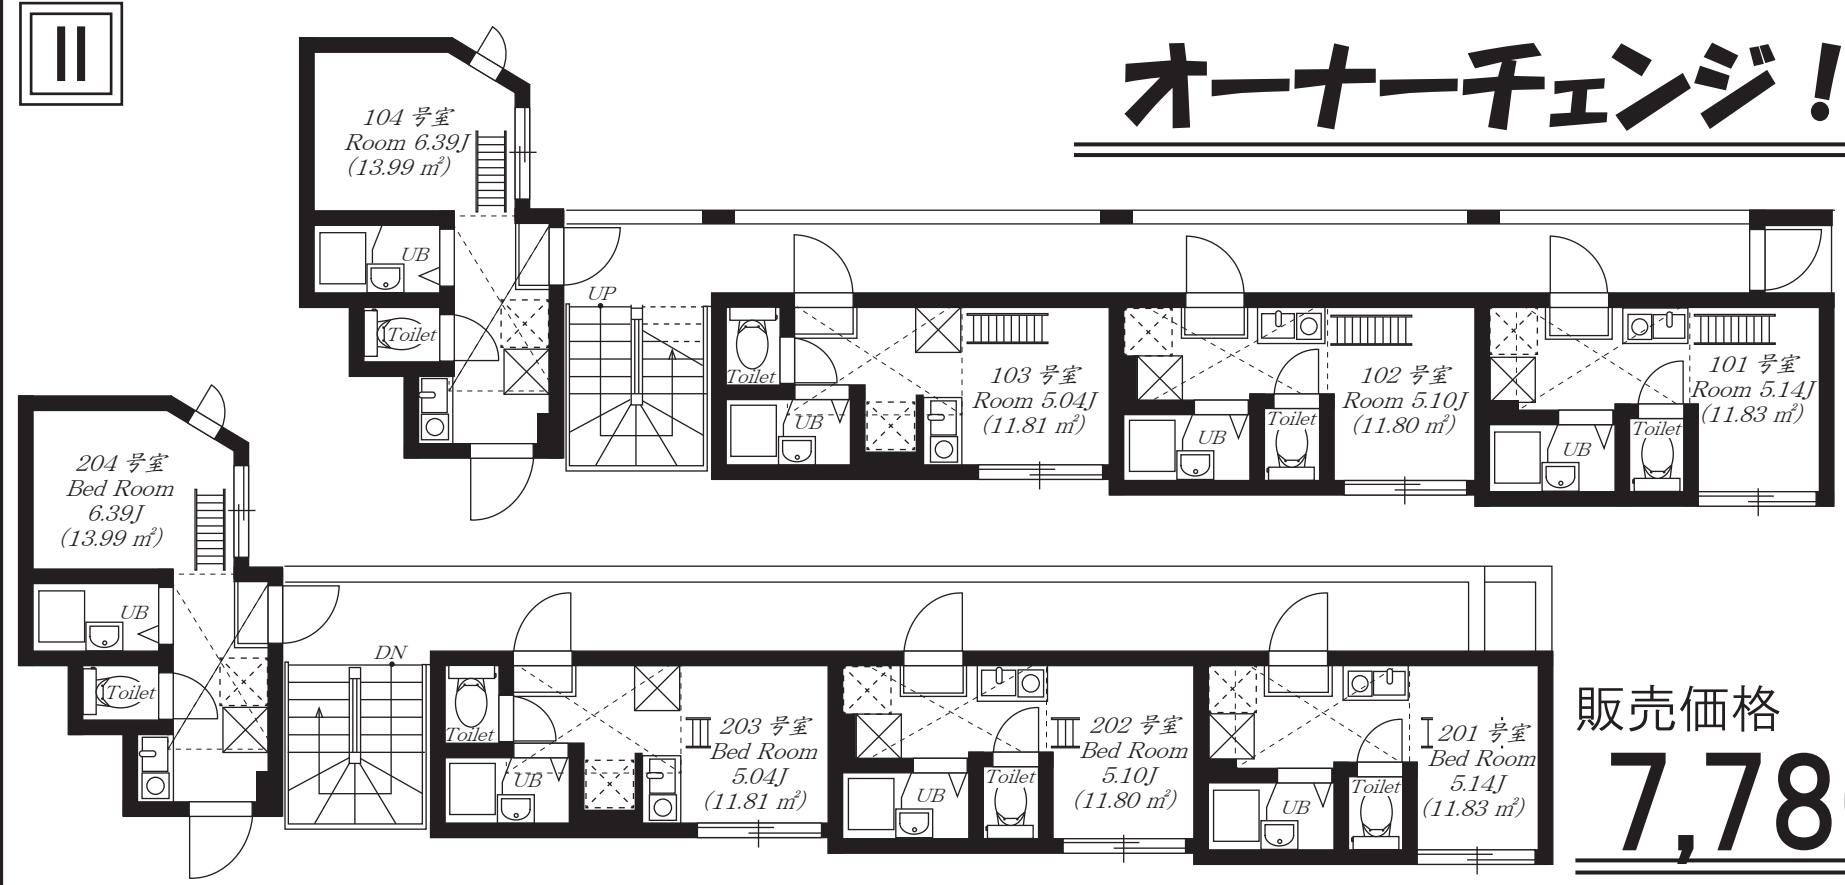 II
オーナーチェンジ！
104 号室
Room 6.39J
(13.99 ㎡)
UB
Toilet
UP
Toilet
UB
103 号室
Room 5.04J
(11.81 ㎡)
UB
Toilet
102 号室
Room 5.10J
(11.80 ㎡)
UB
Toilet
101 号室
Room 5.14J
(11.83 ㎡)
204 号室
Bed Room
6.39J
(13.99 ㎡)
UB
Toilet
DN
Toilet
UB
203 号室
Bed Room
5.04J
(11.81 ㎡)
UB
Toilet
202 号室
Bed Room
5.10J
(11.80 ㎡)
UB
Toilet
201 号室
Bed Room
5.14J
(11.83 ㎡)
販売価格
7,78